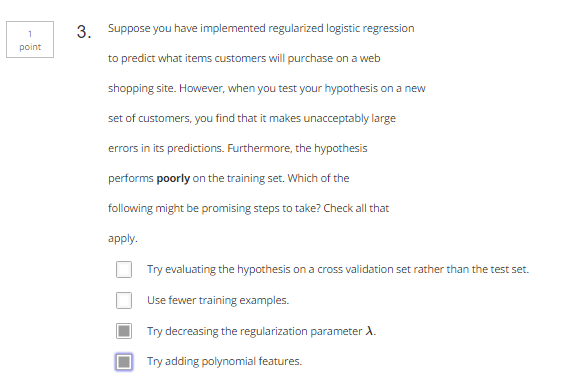 1
point
3.
Suppose you have implemented regularized logistic regression
to predict what items customers will purchase on a web
shopping site. However, when you test your hypothesis on a new
set of customers, you find that it makes unacceptably large
errors in its predictions. Furthermore, the hypothesis
performs poorly on the training set. Which of the
following might be promising steps to take? Check all that
apply.
Try evaluating the hypothesis on a cross validation set rather than the test set.
Use fewer training examples.
Try decreasing the regularization parameter λ.
Try adding polynomial features.